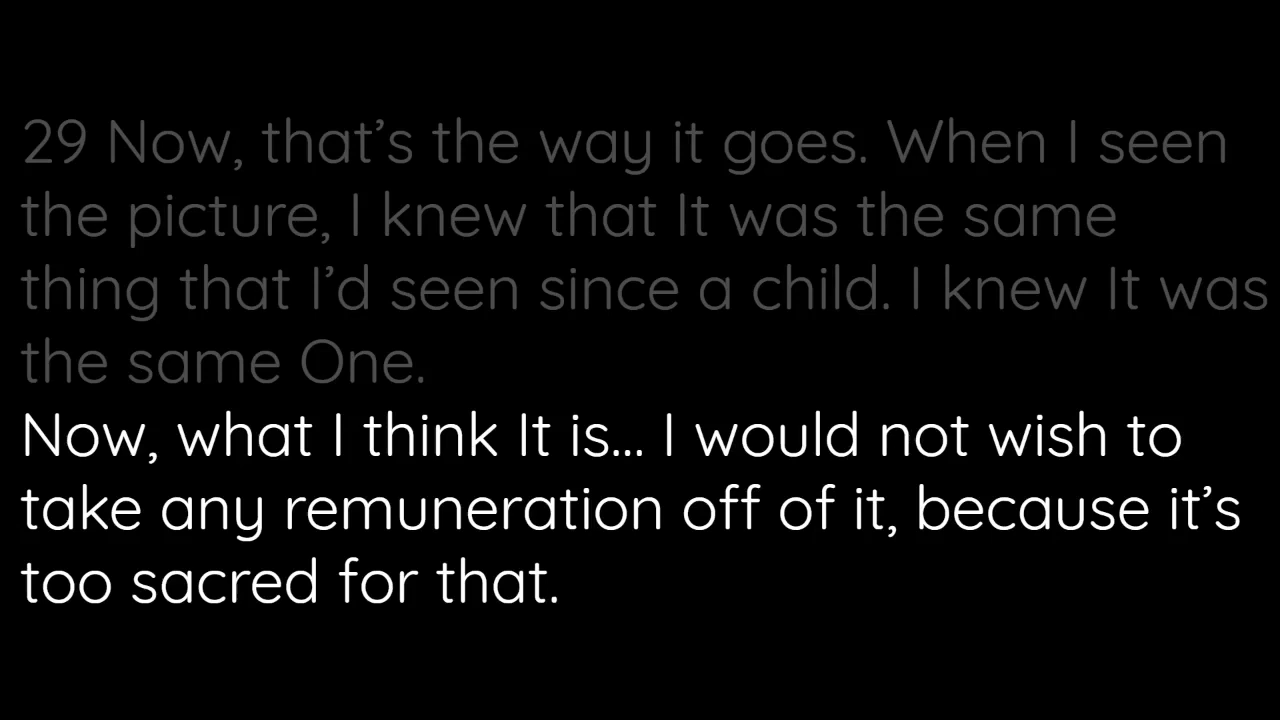 29 Now, that’s the way it goes. When I seen
the picture, I knew that It was the same
thing that I’d seen since a child. I knew It was
the same One.
Now, what I think It is... I would not wish to
take any remuneration off of it, because it’s
too sacred for that.